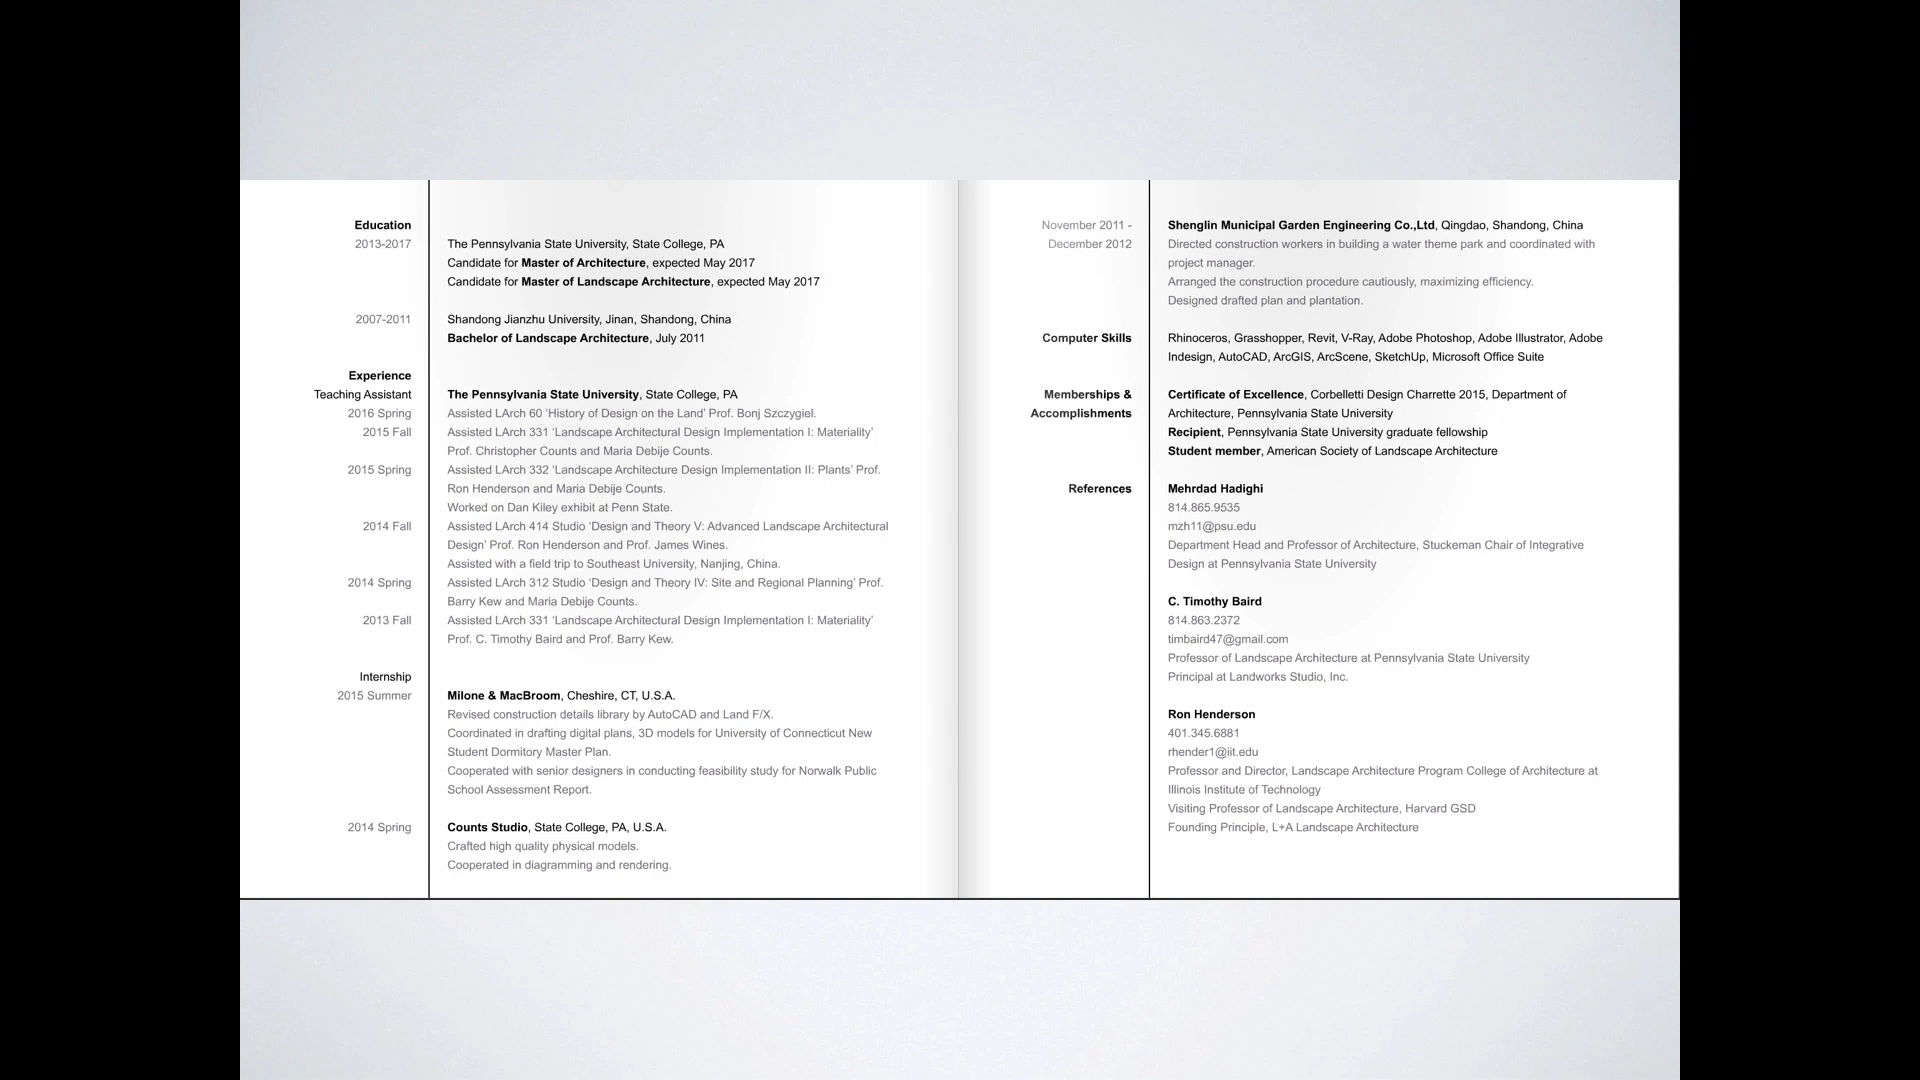 Education
2013-2017
The Pennsylvania State University, State College, PA
Candidate for Master of Architecture, expected May 2017
Candidate for Master of Landscape Architecture, expected May 2017
2007-2011
Shandong Jianzhu University, Jinan, Shandong, China
Bachelor of Landscape Architecture, July 2011
Experience
Teaching Assistant
The Pennsylvania State University, State College, PA
2016 Spring
Assisted LArch 60 ‘History of Design on the Land’ Prof. Bonj Szczygiel.
2015 Fall
Assisted LArch 331 ‘Landscape Architectural Design Implementation I: Materiality’
Prof. Christopher Counts and Maria Debije Counts.
2015 Spring
Assisted LArch 332 ‘Landscape Architecture Design Implementation II: Plants’ Prof.
Ron Henderson and Maria Debije Counts.
Worked on Dan Kiley exhibit at Penn State.
2014 Fall
Assisted LArch 414 Studio ‘Design and Theory V: Advanced Landscape Architectural
Design’ Prof. Ron Henderson and Prof. James Wines.
Assisted with a field trip to Southeast University, Nanjing, China.
2014 Spring
Assisted LArch 312 Studio ‘Design and Theory IV: Site and Regional Planning’ Prof.
Barry Kew and Maria Debije Counts.
2013 Fall
Assisted LArch 331 ‘Landscape Architectural Design Implementation I: Materiality’
Prof. C. Timothy Baird and Prof. Barry Kew.
Internship
2015 Summer
Milone & MacBroom, Cheshire, CT, U.S.A.
Revised construction details library by AutoCAD and Land F/X.
Coordinated in drafting digital plans, 3D models for University of Connecticut New
Student Dormitory Master Plan.
Cooperated with senior designers in conducting feasibility study for Norwalk Public
School Assessment Report.
2014 Spring
Counts Studio, State College, PA, U.S.A.
Crafted high quality physical models.
Cooperated in diagramming and rendering.
November 2011 -
December 2012
Shenglin Municipal Garden Engineering Co.,Ltd, Qingdao, Shandong, China
Directed construction workers in building a water theme park and coordinated with
project manager.
Arranged the construction procedure cautiously, maximizing efficiency.
Designed drafted plan and plantation.
Computer Skills
Rhinoceros, Grasshopper, Revit, V-Ray, Adobe Photoshop, Adobe Illustrator, Adobe
Indesign, AutoCAD, ArcGIS, ArcScene, SketchUp, Microsoft Office Suite
Memberships &
Accomplishments
Certificate of Excellence, Corbelletti Design Charrette 2015, Department of
Architecture, Pennsylvania State University
Recipient, Pennsylvania State University graduate fellowship
Student member, American Society of Landscape Architecture
References
Mehrdad Hadighi
814.865.9535
mzh11@psu.edu
Department Head and Professor of Architecture, Stuckeman Chair of Integrative
Design at Pennsylvania State University
C. Timothy Baird
814.863.2372
timbaird47@gmail.com
Professor of Landscape Architecture at Pennsylvania State University
Principal at Landworks Studio, Inc.
Ron Henderson
401.345.6881
rhender1@iit.edu
Professor and Director, Landscape Architecture Program College of Architecture at
Illinois Institute of Technology
Visiting Professor of Landscape Architecture, Harvard GSD
Founding Principle, L+A Landscape Architecture